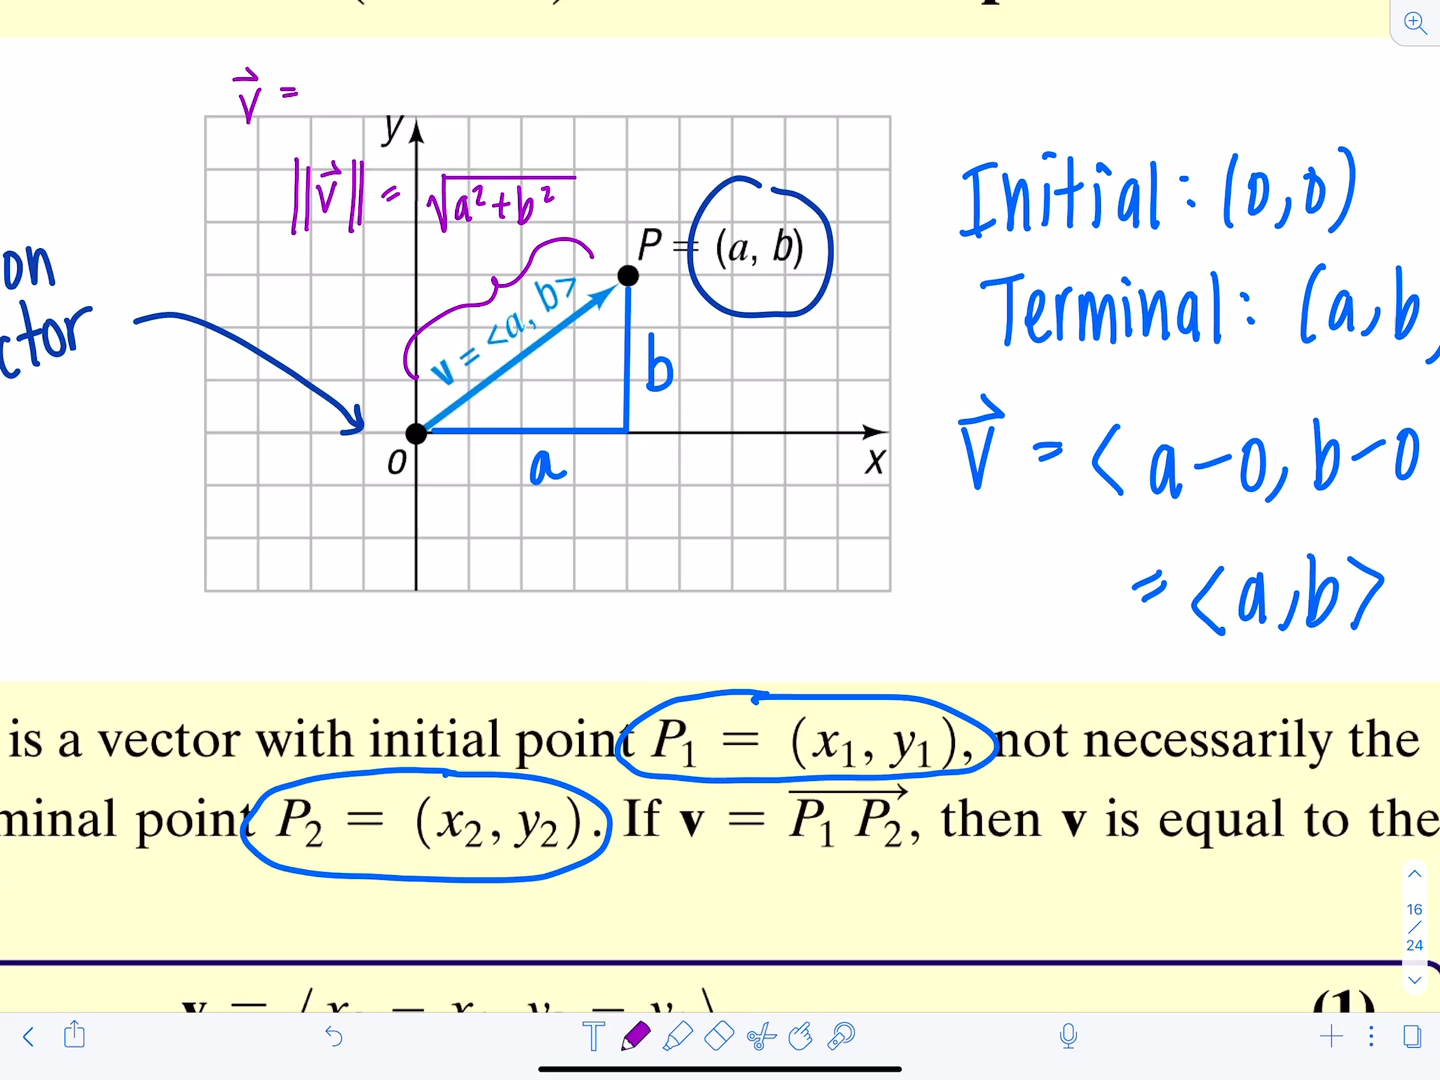 v⃗ =
y
||v⃗|| = √a²+b²
P = (a, b)
v = <a, b>
b
O
a
x
on
ctor
Initial: (0,0)
Terminal: (a,b
v⃗ = < a-0, b-0
= <a,b>
is a vector with initial point P₁ = (x₁, y₁), not necessarily the
minal point P₂ = (x₂, y₂). If v = P₁P₂, then v is equal to the
(1)
16
/
24
T